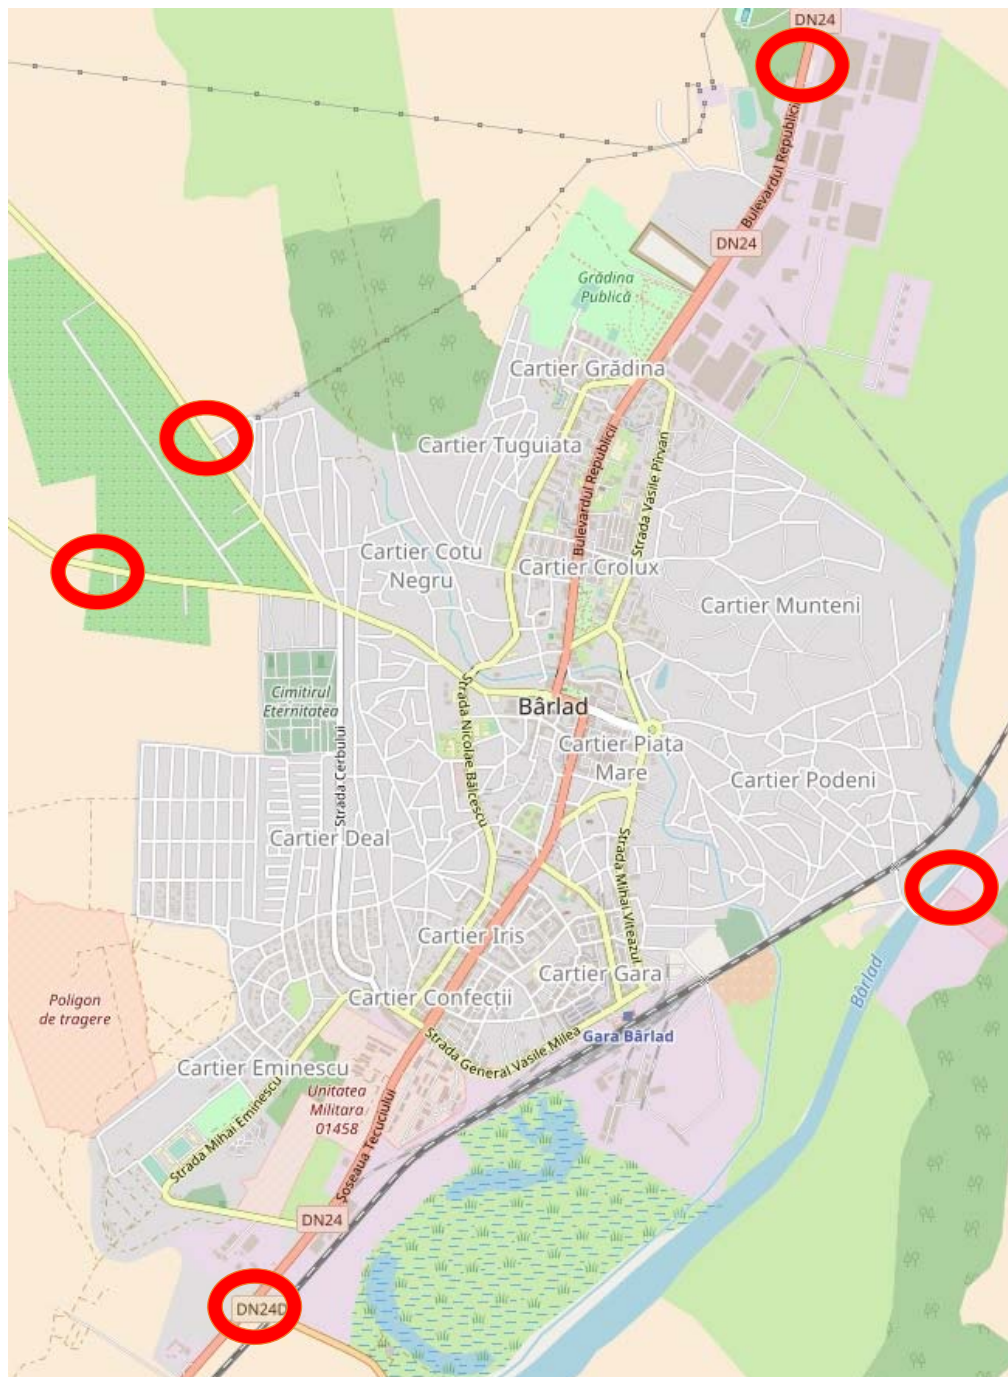 DN24
Bulevardul Republicii
DN24
Grădina
Publică
Cartier Grădina
Cartier Tuguiata
Bulevardul Republicii
Strada Vasile Pîrvan
Cartier Cotu
Negru
Cartier Crolux
Cartier Munteni
Cimitirul
Eternitatea
Strada Nicolae Bălcescu
Bârlad
Cartier Piața
Mare
Strada Cerbului
Cartier Podeni
Cartier Deal
Strada Mihai Viteazul
Cartier Iris
Cartier Gara
Bârlad
Poligon
de tragere
Cartier Confecții
Gara Bârlad
Strada General Vasile Milea
Cartier Eminescu
Unitatea
Militara
01458
Strada Mihai Eminescu
Șoseaua Tecuciului
DN24
DN24D